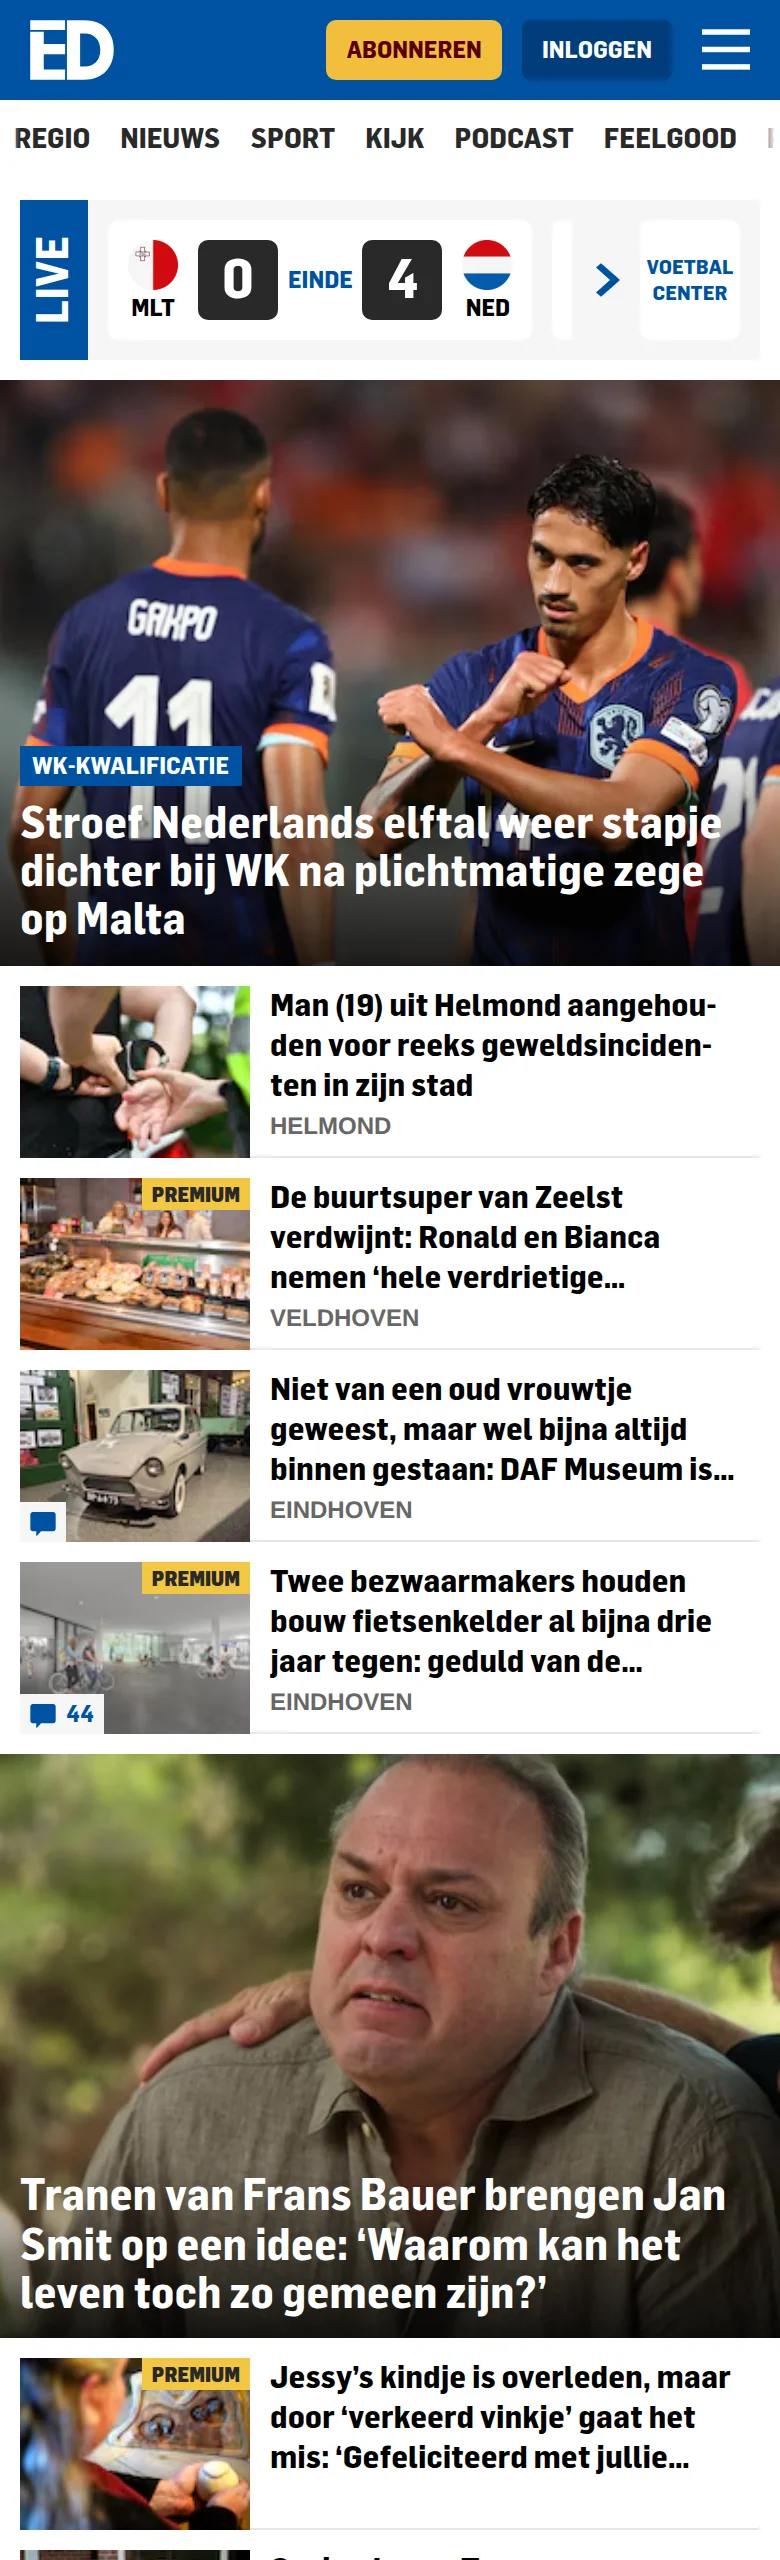 ED
ABONNEREN
INLOGGEN
REGIO NIEUWS SPORT KIJK PODCAST FEELGOOD
LIVE
MLT
0
EINDE
4
NED
VOETBAL
CENTER
GAKPO
11
WK-KWALIFICATIE
Stroef Nederlands elftal weer stapje
dichter bij WK na plichtmatige zege
op Malta
Man (19) uit Helmond aangehou-
den voor reeks geweldsinciden-
ten in zijn stad
HELMOND
PREMIUM
De buurtsuper van Zeelst
verdwijnt: Ronald en Bianca
nemen ‘hele verdrietige...
VELDHOVEN
Niet van een oud vrouwtje
geweest, maar wel bijna altijd
binnen gestaan: DAF Museum is...
EINDHOVEN
PREMIUM
44
Twee bezwaarmakers houden
bouw fietsenkelder al bijna drie
jaar tegen: geduld van de...
EINDHOVEN
Tranen van Frans Bauer brengen Jan
Smit op een idee: ‘Waarom kan het
leven toch zo gemeen zijn?’
PREMIUM
Jessy’s kindje is overleden, maar
door ‘verkeerd vinkje’ gaat het
mis: ‘Gefeliciteerd met jullie...